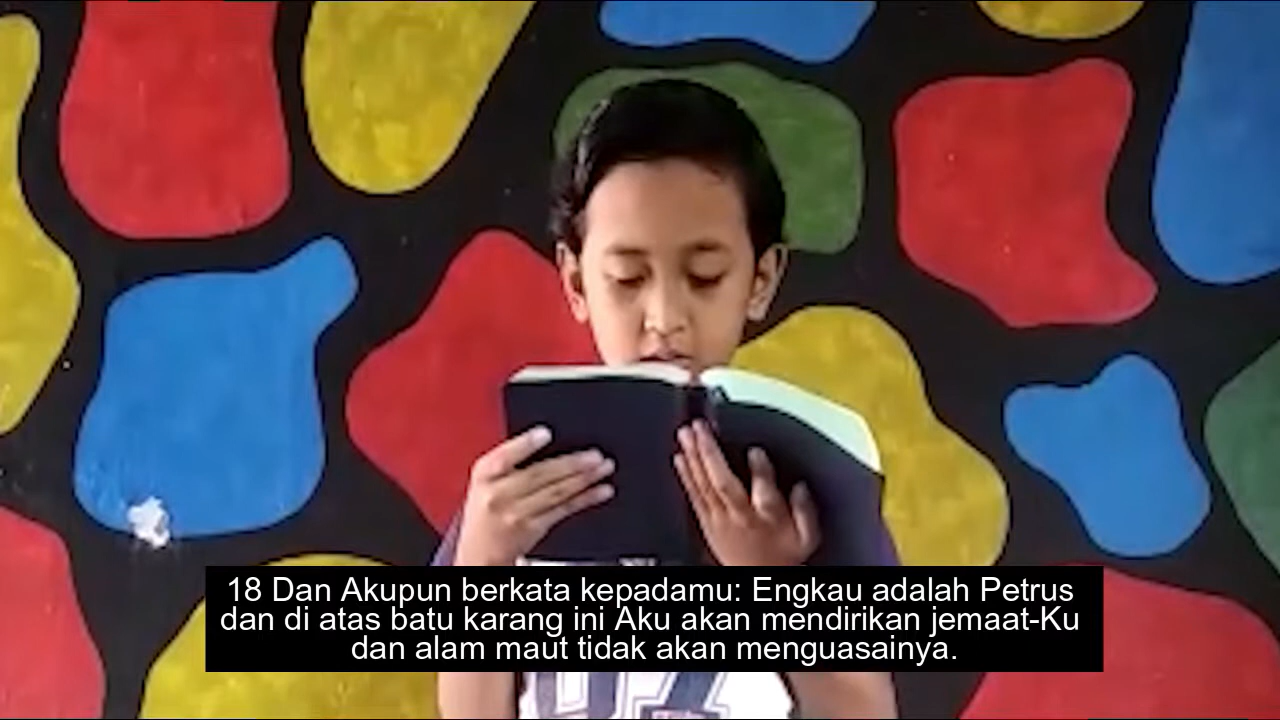 18 Dan Akupun berkata kepadamu: Engkau adalah Petrus
dan di atas batu karang ini Aku akan mendirikan jemaat-Ku
dan alam maut tidak akan menguasainya.